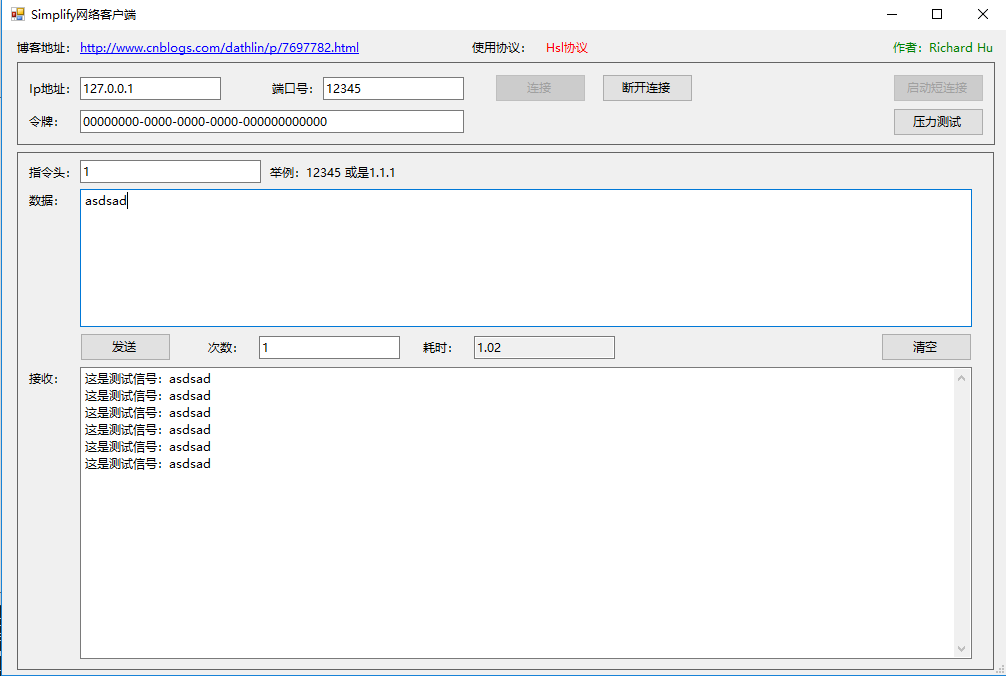 Simplify网络客户端
博客地址： http://www.cnblogs.com/dathlin/p/7697782.html 使用协议： Hsl协议 作者：Richard Hu
Ip地址： 127.0.0.1 端口号： 12345 连接 断开连接 启动短连接
令牌： 00000000-0000-0000-0000-000000000000 压力测试
指令头： 1 举例：12345 或是1.1.1
数据： asdsad
发送 次数： 1 耗时： 1.02 清空
接收： 这是测试信号：asdsad
这是测试信号：asdsad
这是测试信号：asdsad
这是测试信号：asdsad
这是测试信号：asdsad
这是测试信号：asdsad